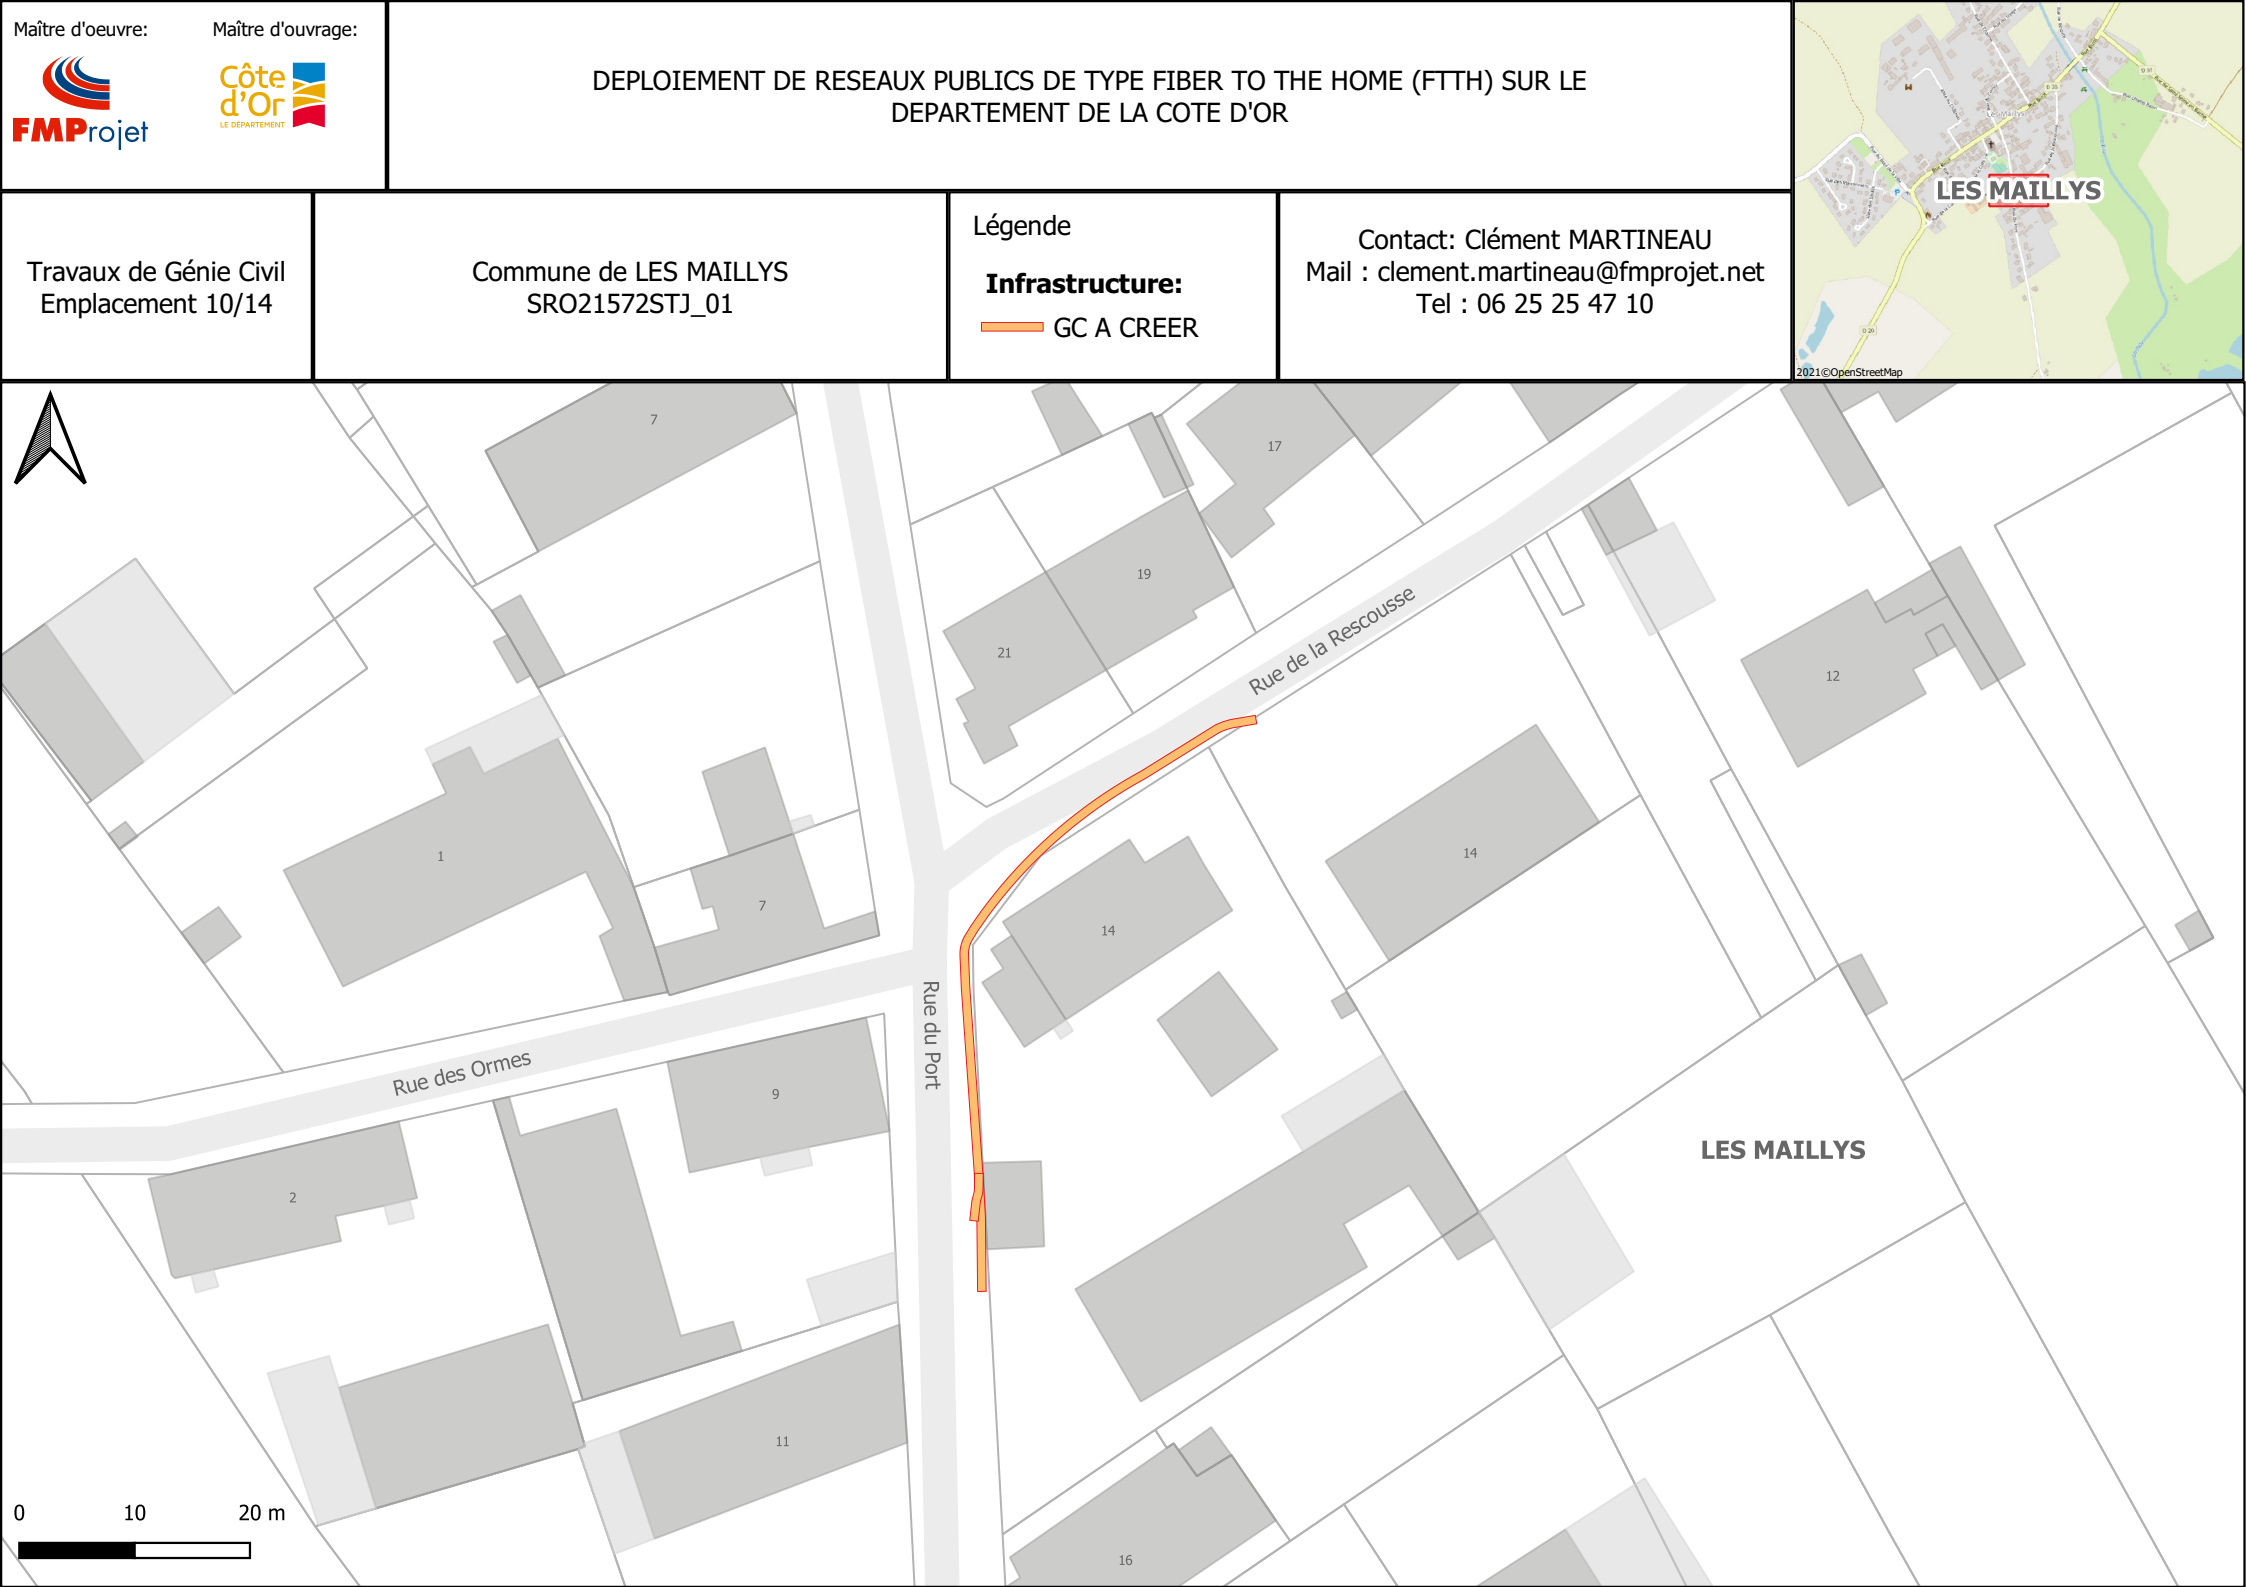 Maître d'oeuvre:
Maître d'ouvrage:
FMProjet
Côte
d'Or
LE DÉPARTEMENT
DEPLOIEMENT DE RESEAUX PUBLICS DE TYPE FIBER TO THE HOME (FTTH) SUR LE
DEPARTEMENT DE LA COTE D'OR
Travaux de Génie Civil
Emplacement 10/14
Commune de LES MAILLYS
SRO21572STJ_01
Légende
Infrastructure:
GC A CREER
Contact: Clément MARTINEAU
Mail : clement.martineau@fmprojet.net
Tel : 06 25 25 47 10
Les Maillys
LES MAILLYS
D 20
2021©OpenStreetMap
7
17
19
21
Rue de la Rescousse
12
1
14
7
14
Rue du Port
Rue des Ormes
9
LES MAILLYS
2
11
16
0 10 20 m